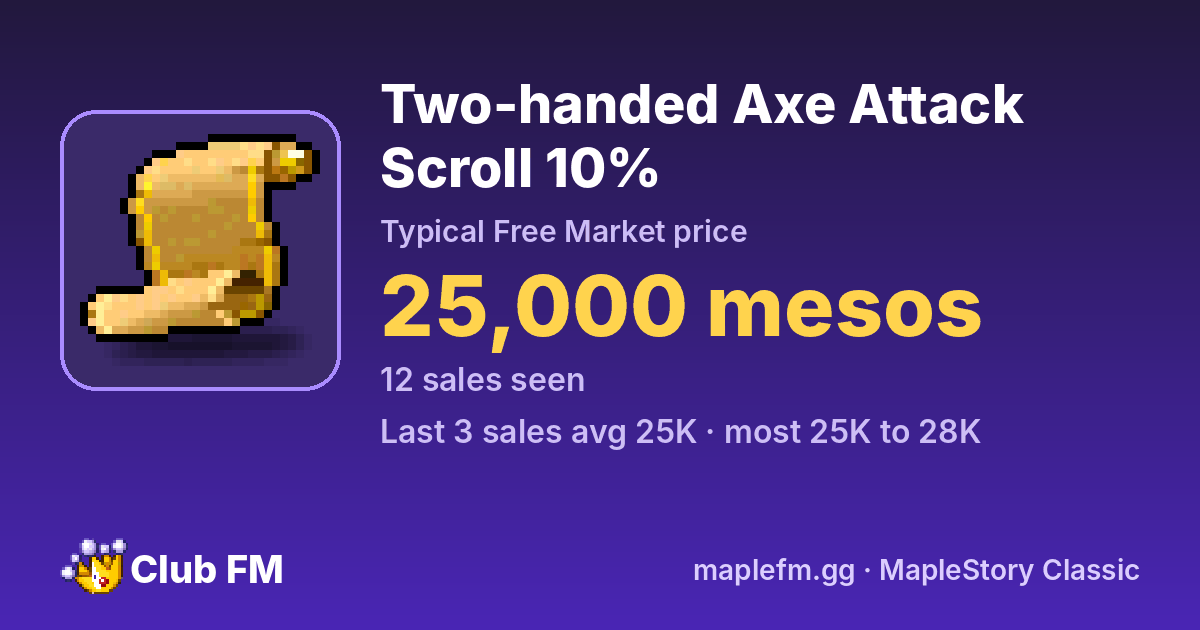 Two-handed Axe Attack
Scroll 10%
Typical Free Market price
25,000 mesos
12 sales seen
Last 3 sales avg 25K · most 25K to 28K
Club FM
maplefm.gg · MapleStory Classic